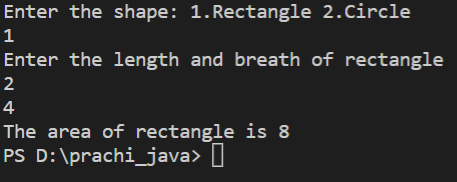 Enter the shape: 1.Rectangle 2.Circle
1
Enter the length and breath of rectangle
2
4
The area of rectangle is 8
PS D:\prachi_java>